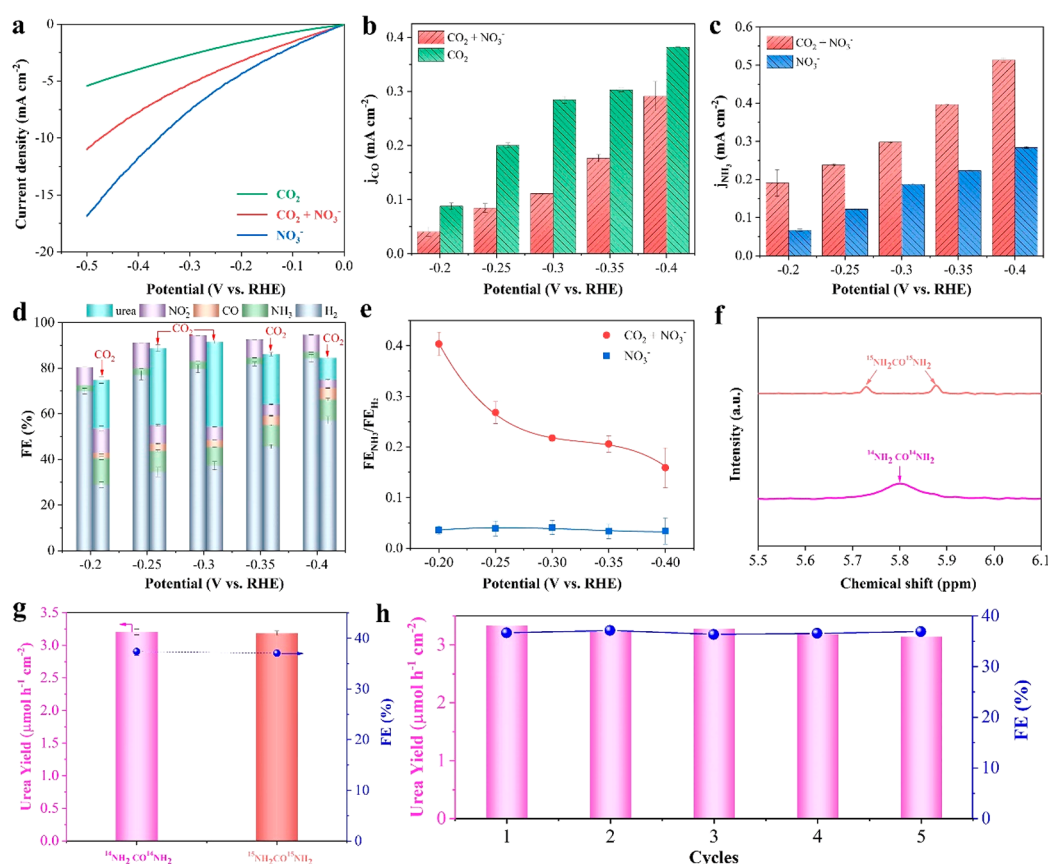 a
Current density (mA cm⁻²)
0
-5
-10
-15
-20
-0.5 -0.4 -0.3 -0.2 -0.1 0.0
Potential (V vs. RHE)
CO₂
CO₂ + NO₃⁻
NO₃⁻
b
j_CO (mA cm⁻²)
0.4
0.3
0.2
0.1
0.0
-0.2 -0.25 -0.3 -0.35 -0.4
Potential (V vs. RHE)
CO₂ + NO₃⁻
CO₂
c
j_NH₃ (mA cm⁻²)
0.6
0.5
0.4
0.3
0.2
0.1
0.0
-0.2 -0.25 -0.3 -0.35 -0.4
Potential (V vs. RHE)
CO₂ − NO₃⁻
NO₃⁻
d
urea NO₂⁻ CO NH₃ H₂
FE (%)
100
80
60
40
20
0
CO₂
CO₂
CO₂
CO₂
-0.2 -0.25 -0.3 -0.35 -0.4
Potential (V vs. RHE)
e
FE_NH₃/FE_H₂
0.4
0.3
0.2
0.1
0.0
CO₂ + NO₃⁻
NO₃⁻
-0.20 -0.25 -0.30 -0.35 -0.40
Potential (V vs. RHE)
f
Intensity (a.u.)
¹⁵NH₂CO¹⁵NH₂
¹⁴NH₂ CO¹⁴NH₂
5.5 5.6 5.7 5.8 5.9 6.0 6.1
Chemical shift (ppm)
g
Urea Yield (μmol h⁻¹ cm⁻²)
3.5
3.0
2.5
2.0
1.5
1.0
0.5
0.0
FE (%)
40
30
20
10
0
¹⁴NH₂ CO¹⁴NH₂
¹⁵NH₂CO¹⁵NH₂
h
Urea Yield (μmol h⁻¹ cm⁻²)
3
2
1
0
FE (%)
40
30
20
10
0
1 2 3 4 5
Cycles